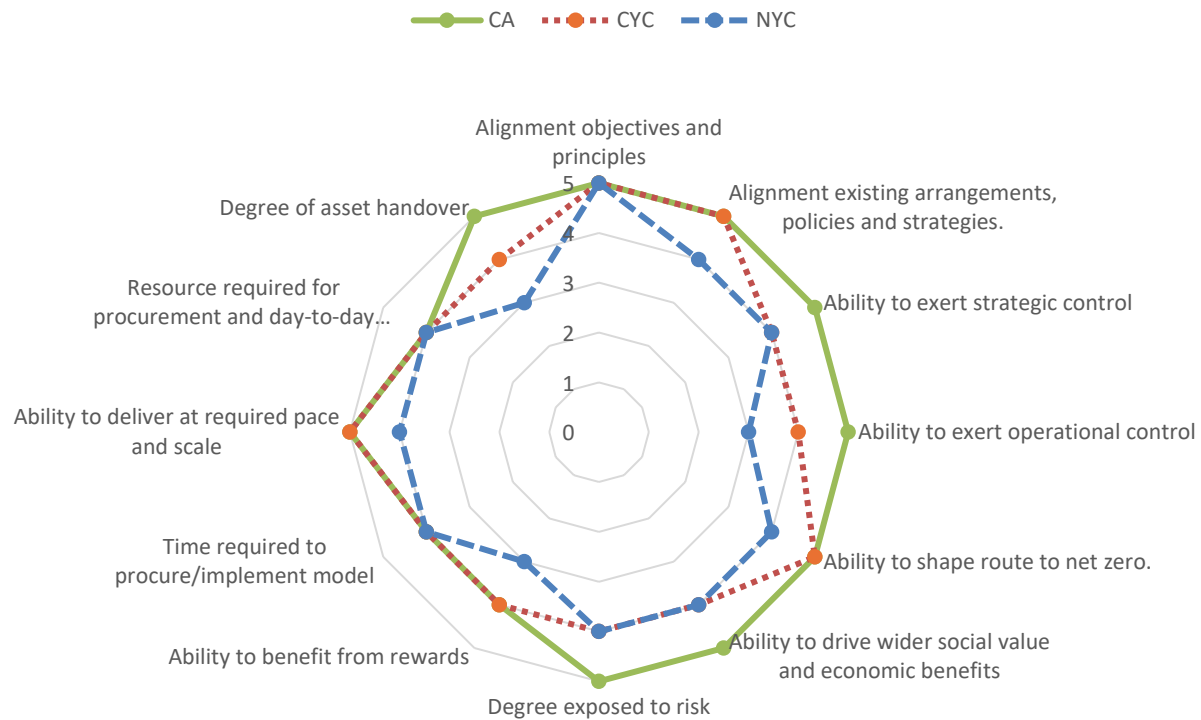 CA CYC NYC
Alignment objectives and
principles
Alignment existing arrangements,
policies and strategies.
Degree of asset handover
5
4
3
2
1
0
Resource required for
procurement and day-to-day...
Ability to exert strategic control
Ability to deliver at required pace
and scale
Ability to exert operational control
Time required to
procure/implement model
Ability to shape route to net zero.
Ability to benefit from rewards
Ability to drive wider social value
and economic benefits
Degree exposed to risk